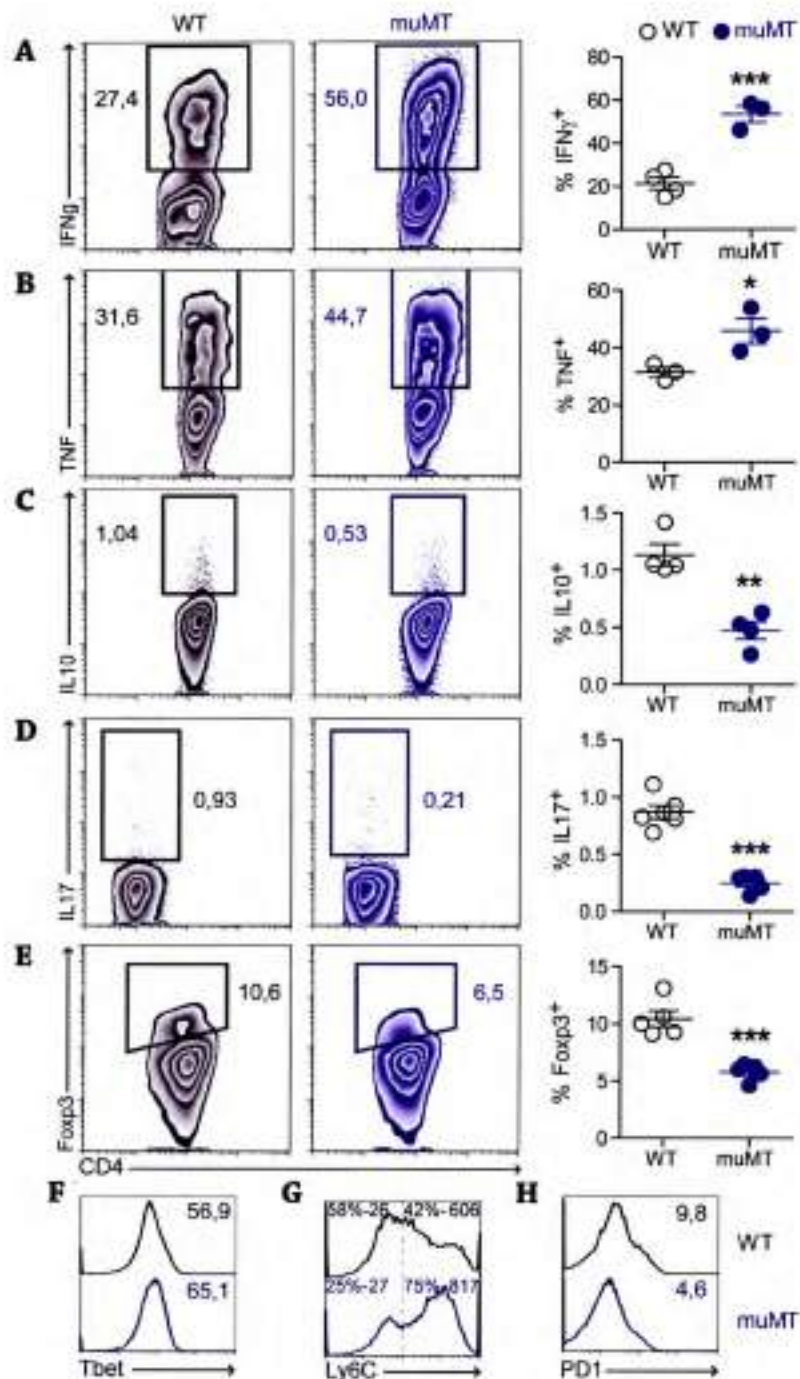 WT muMT
A
IFNg
27,4
56,0
○ WT ● muMT
% IFNγ+
80
60
40
20
0
***
WT muMT
B
TNF
31,6
44,7
% TNF+
60
40
20
0
*
WT muMT
C
IL10
1,04
0,53
% IL10+
1.5
1.0
0.5
0.0
**
WT muMT
D
IL17
0,93
0,21
% IL17+
1.5
1.0
0.5
0.0
***
WT muMT
E
Foxp3
10,6
6,5
% Foxp3+
15
10
5
0
***
WT muMT
CD4
F
56,9
65,1
Tbet
G
58%-26 42%-606
25%-27 75%-817
Ly6C
H
9,8
4,6
PD1
WT
muMT